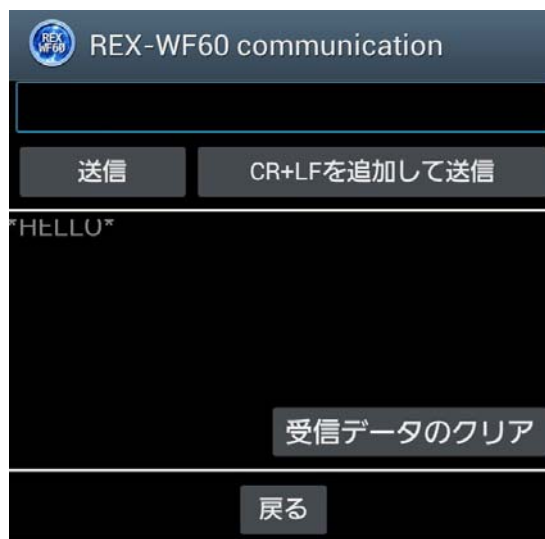 REX
WF60
REX-WF60 communication
送信
CR+LFを追加して送信
*HELLO*
受信データのクリア
戻る